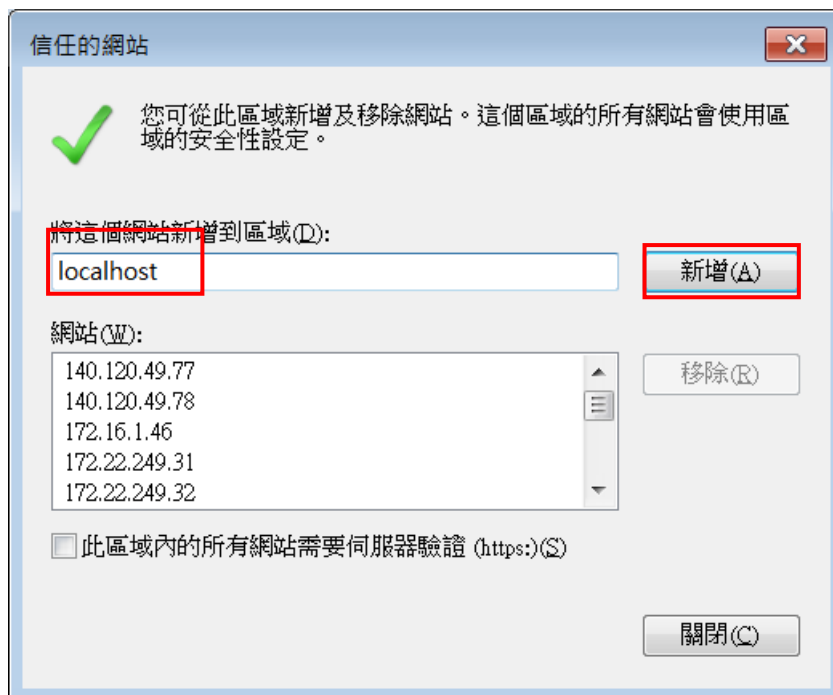 信任的網站
您可從此區域新增及移除網站。這個區域的所有網站會使用區
域的安全性設定。
將這個網站新增到區域(D):
localhost
新增(A)
網站(W):
140.120.49.77
140.120.49.78
172.16.1.46
172.22.249.31
172.22.249.32
移除(R)
此區域內的所有網站需要伺服器驗證 (https:)(S)
關閉(C)